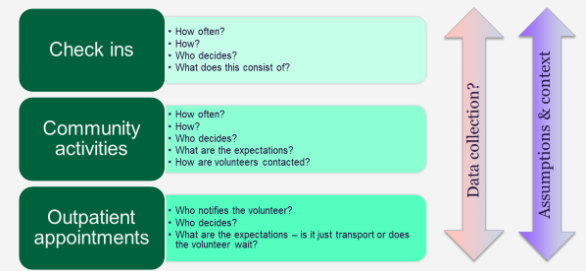 Check ins
• How often?
• How?
• Who decides?
• What does this consist of?
Community
activities
• How often?
• How?
• Who decides?
• What are the expectations?
• How are volunteers contacted?
Outpatient
appointments
• Who notifies the volunteer?
• Who decides?
• What are the expectations – is it just transport or does
the volunteer wait?
Data collection?
Assumptions & context